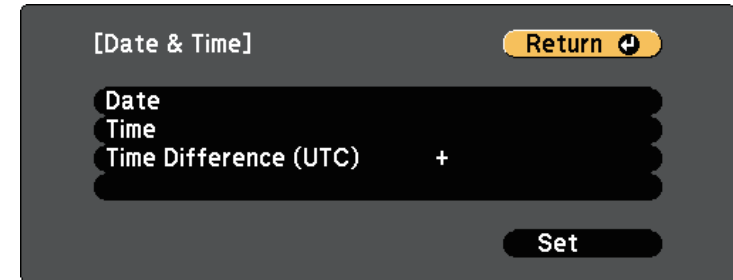 [Date & Time] Return
Date
Time
Time Difference (UTC) +
Set